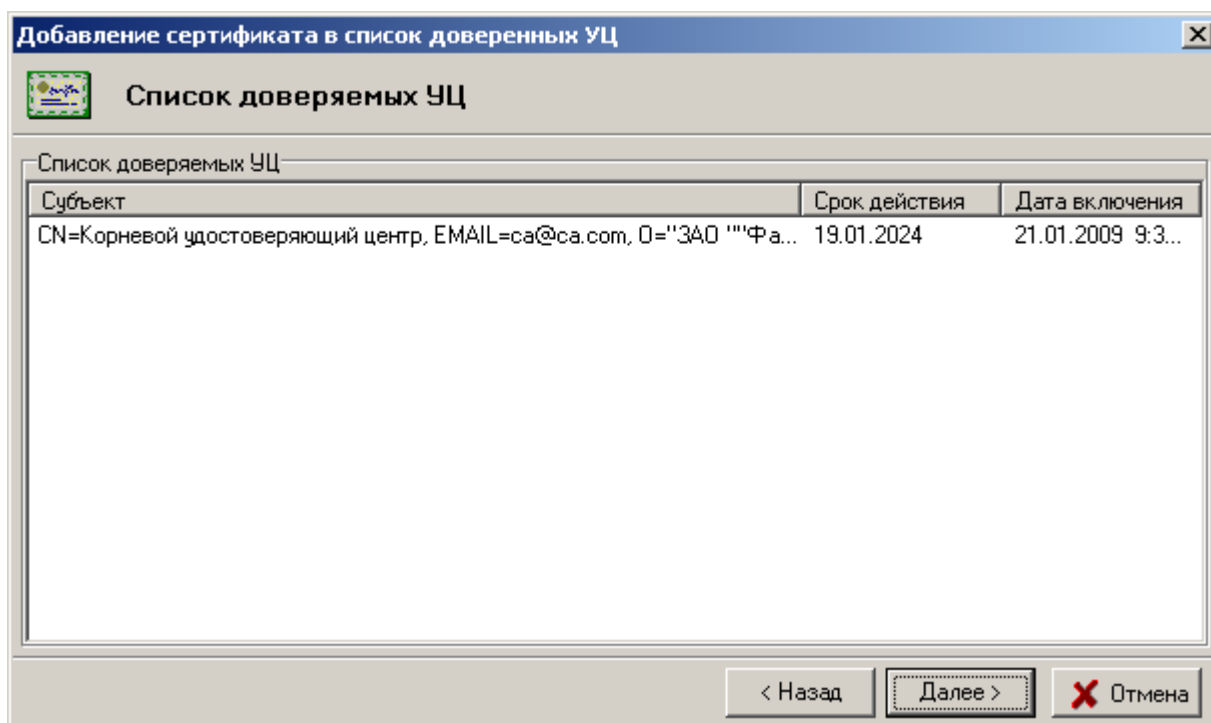 Добавление сертификата в список доверенных УЦ
Список доверяемых УЦ
Список доверяемых УЦ
Субъект Срок действия Дата включения
CN=Корневой удостоверяющий центр, EMAIL=ca@ca.com, O="ЗАО ""Фа... 19.01.2024 21.01.2009 9:3...
< Назад Далее > Отмена